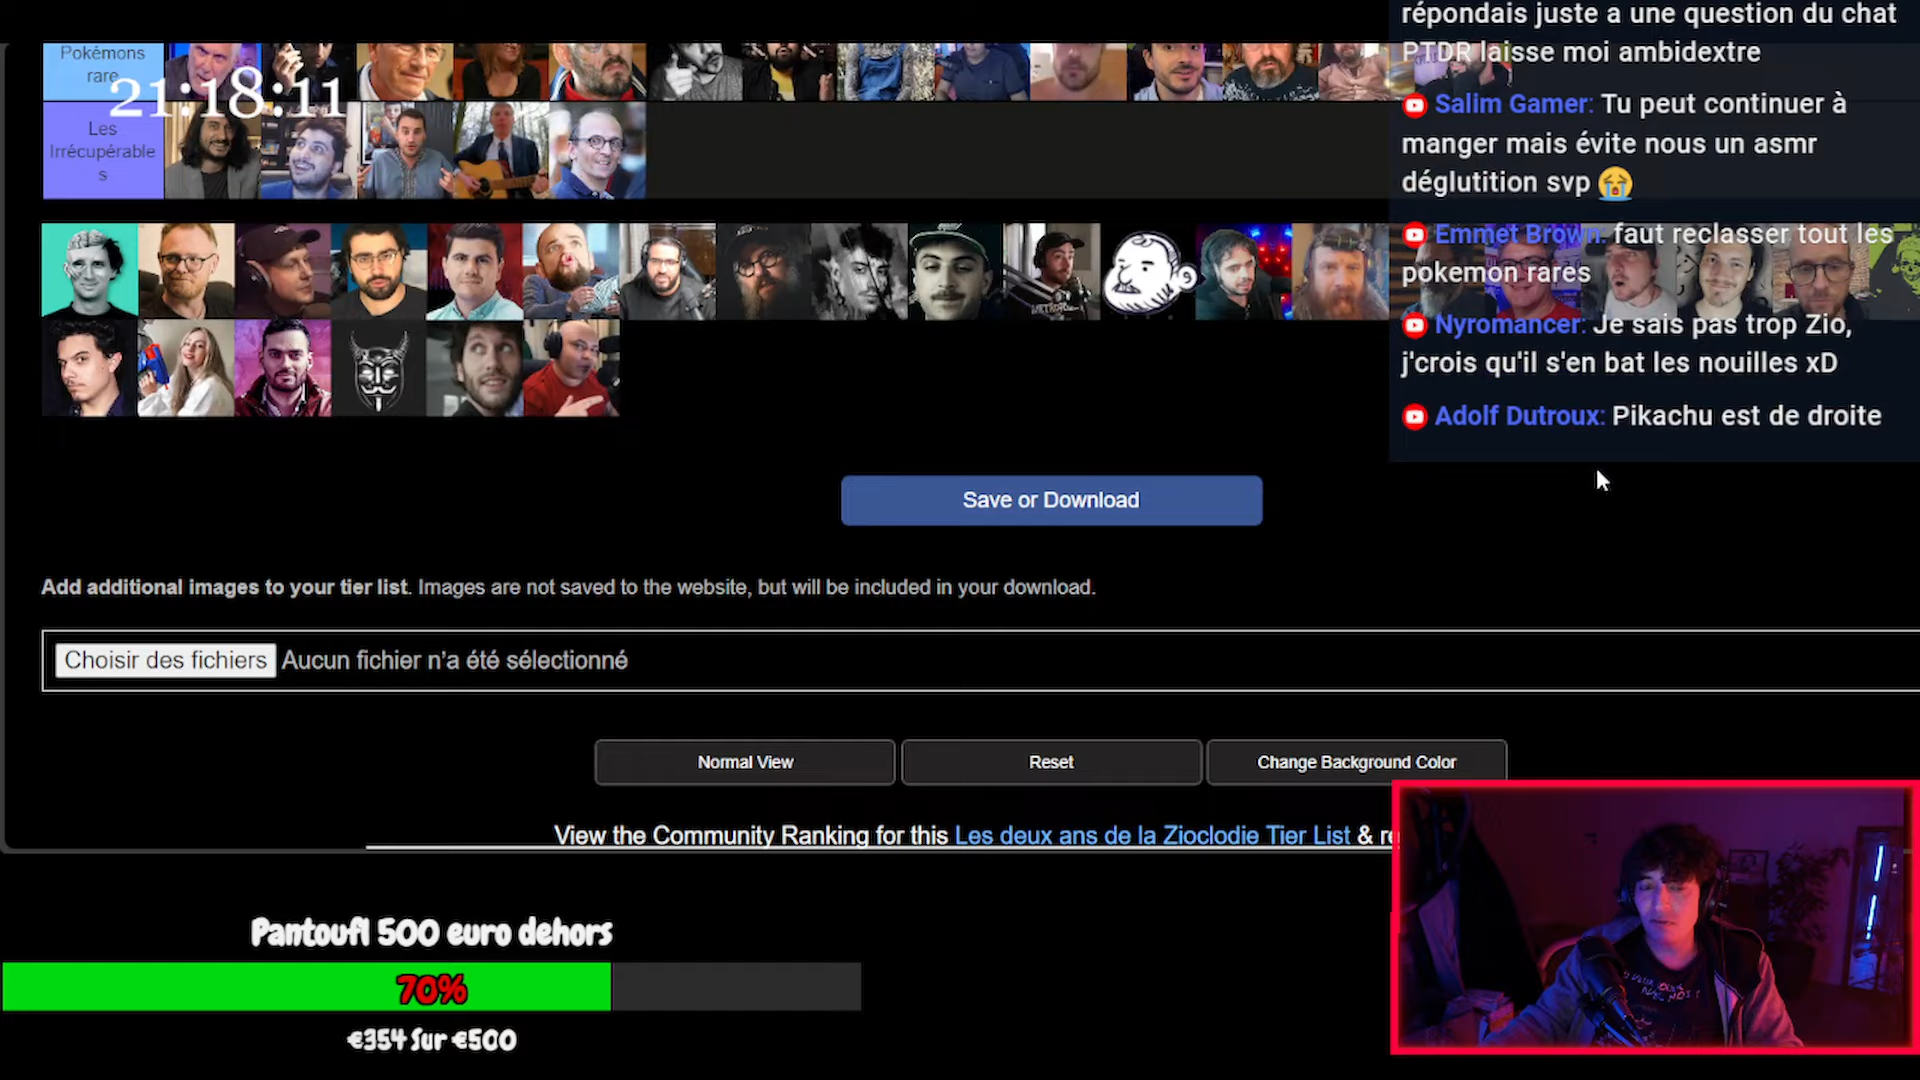 Pokémons
rare
21:18:11
Les
Irrécupérable
s
répondais juste a une question du chat
PTDR laisse moi ambidextre
Salim Gamer: Tu peut continuer à
manger mais évite nous un asmr
déglutition svp 😭
Emmet Brown: faut reclasser tout les
pokemon rares
Nyromancer: Je sais pas trop Zio,
j'crois qu'il s'en bat les nouilles xD
Adolf Dutroux: Pikachu est de droite
Save or Download
Add additional images to your tier list. Images are not saved to the website, but will be included in your download.
Choisir des fichiers Aucun fichier n'a été sélectionné
Normal View
Reset
Change Background Color
View the Community Ranking for this Les deux ans de la Zioclodie Tier List &
Pantoufl 500 euro dehors
70%
€354 Sur €500